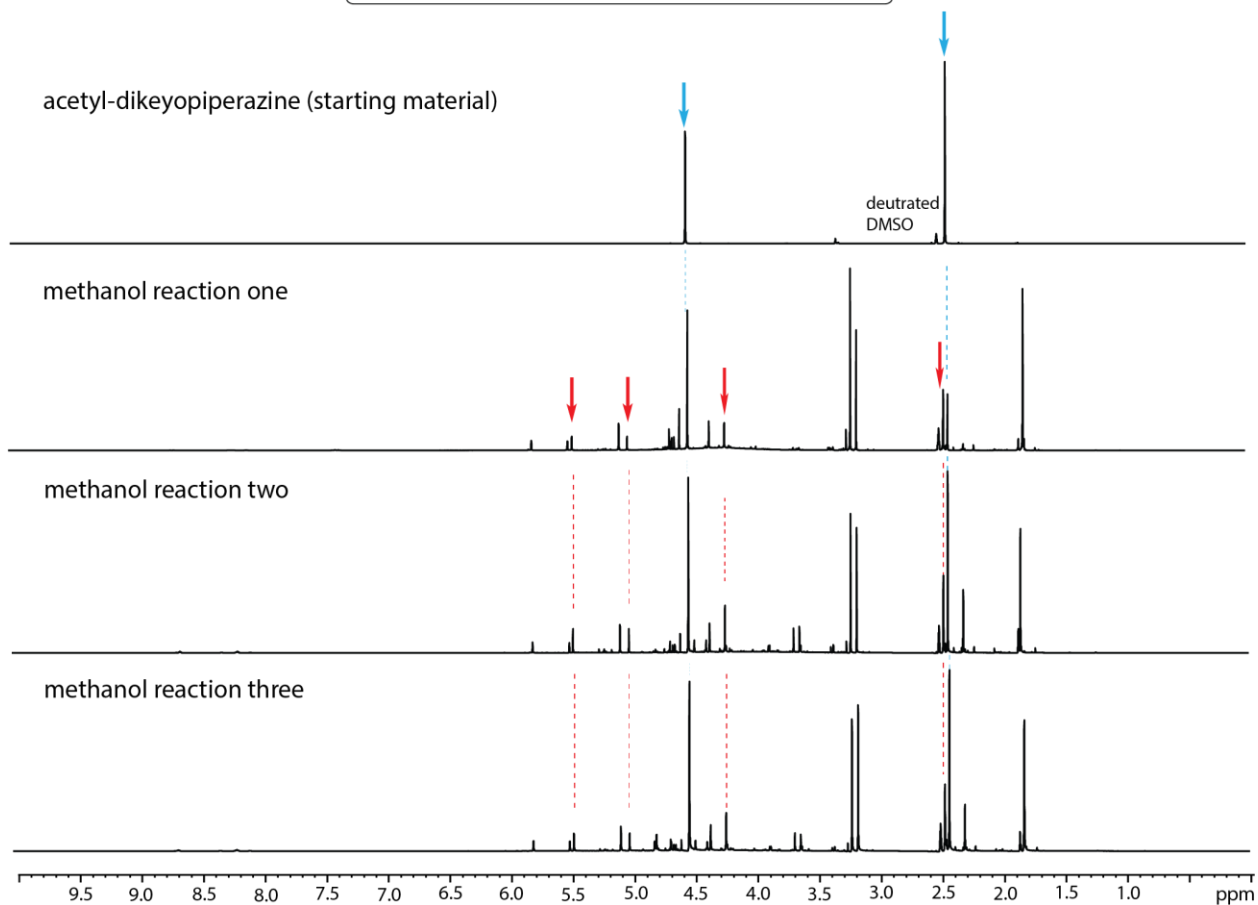 acetyl-dikeyopiperazine (starting material)
deutrated
DMSO
methanol reaction one
methanol reaction two
methanol reaction three
9.5 9.0 8.5 8.0 7.5 7.0 6.5 6.0 5.5 5.0 4.5 4.0 3.5 3.0 2.5 2.0 1.5 1.0 ppm